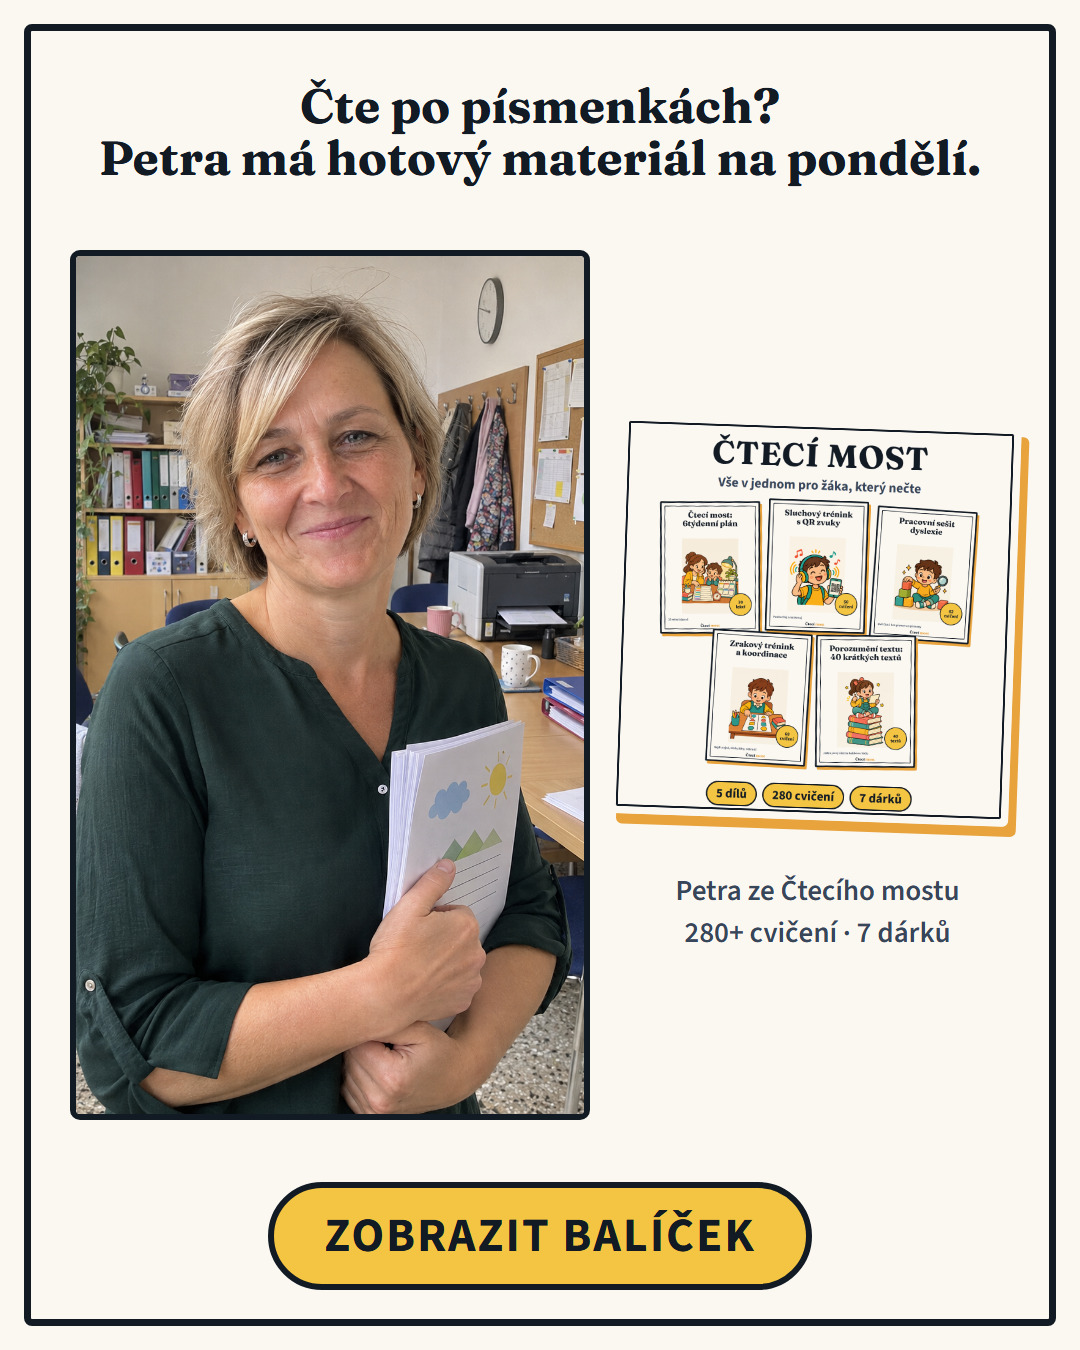 Čte po písmenkách?
Petra má hotový materiál na pondělí.
ČTECÍ MOST
Vše v jednom pro žáka, který nečte
Čtecí most:
6týdenní plán
Sluchový trénink
s QR zvuky
Pracovní sešit
dyslexie
Zrakový trénink
a koordinace
Porozumění textu:
40 krátkých textů
5 dílů
280 cvičení
7 dárků
Petra ze Čtecího mostu
280+ cvičení · 7 dárků
ZOBRAZIT BALÍČEK